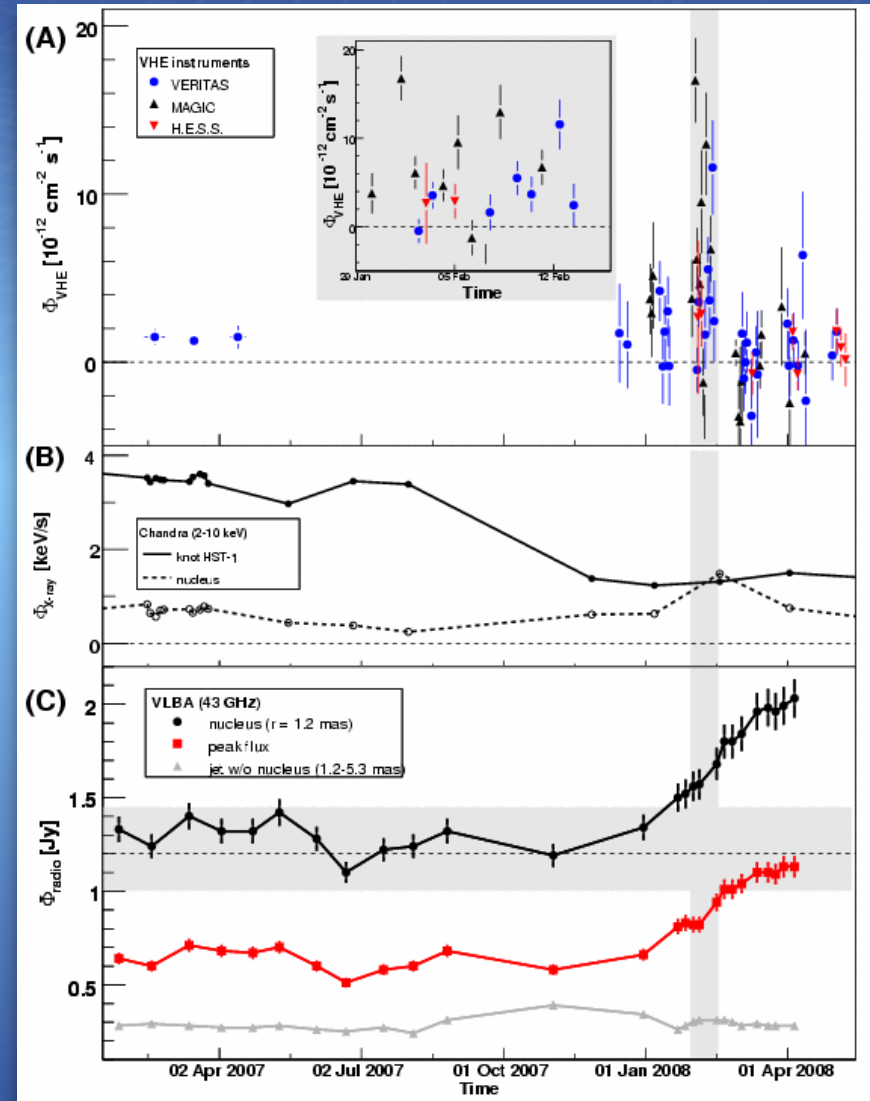 (A)
20
10
0
Φ_VHE [10^-12 cm^-2 s^-1]
VHE instruments
VERITAS
MAGIC
H.E.S.S.
20
10
0
Φ_VHE [10^-12 cm^-2 s^-1]
29 Jan 05 Feb 12 Feb
Time
(B)
4
2
0
Φ_X-ray [keV/s]
Chandra (2-10 keV)
knot HST-1
nucleus
(C)
2
1.5
1
0.5
Φ_radio [Jy]
VLBA (43 GHz)
nucleus (r = 1.2 mas)
peak flux
jet w/o nucleus (1.2-5.3 mas)
02 Apr 2007 02 Jul 2007 01 Oct 2007 01 Jan 2008 01 Apr 2008
Time